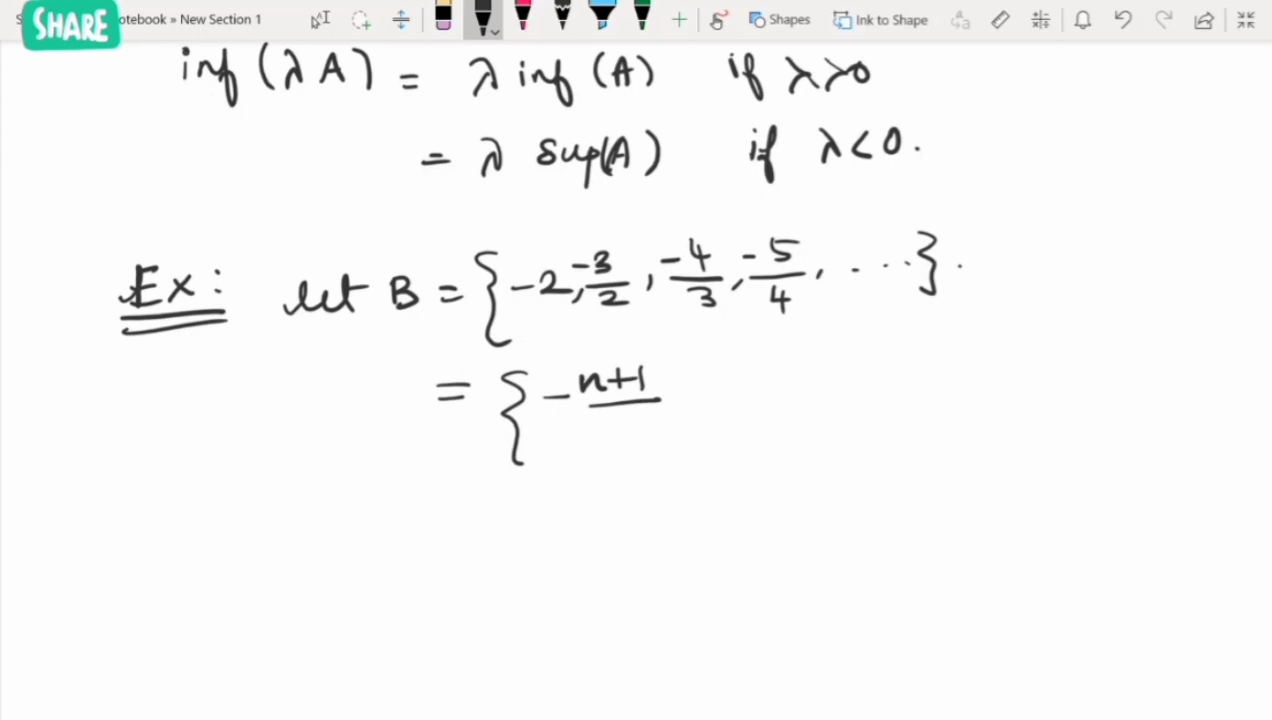 SHARE
otebook » New Section 1 Shapes Ink to Shape
inf (λA) = λ inf (A) if λ>0
= λ sup(A) if λ<0.
Ex: let B = {-2, -3/2, -4/3, -5/4, ....}.
= { - n+1